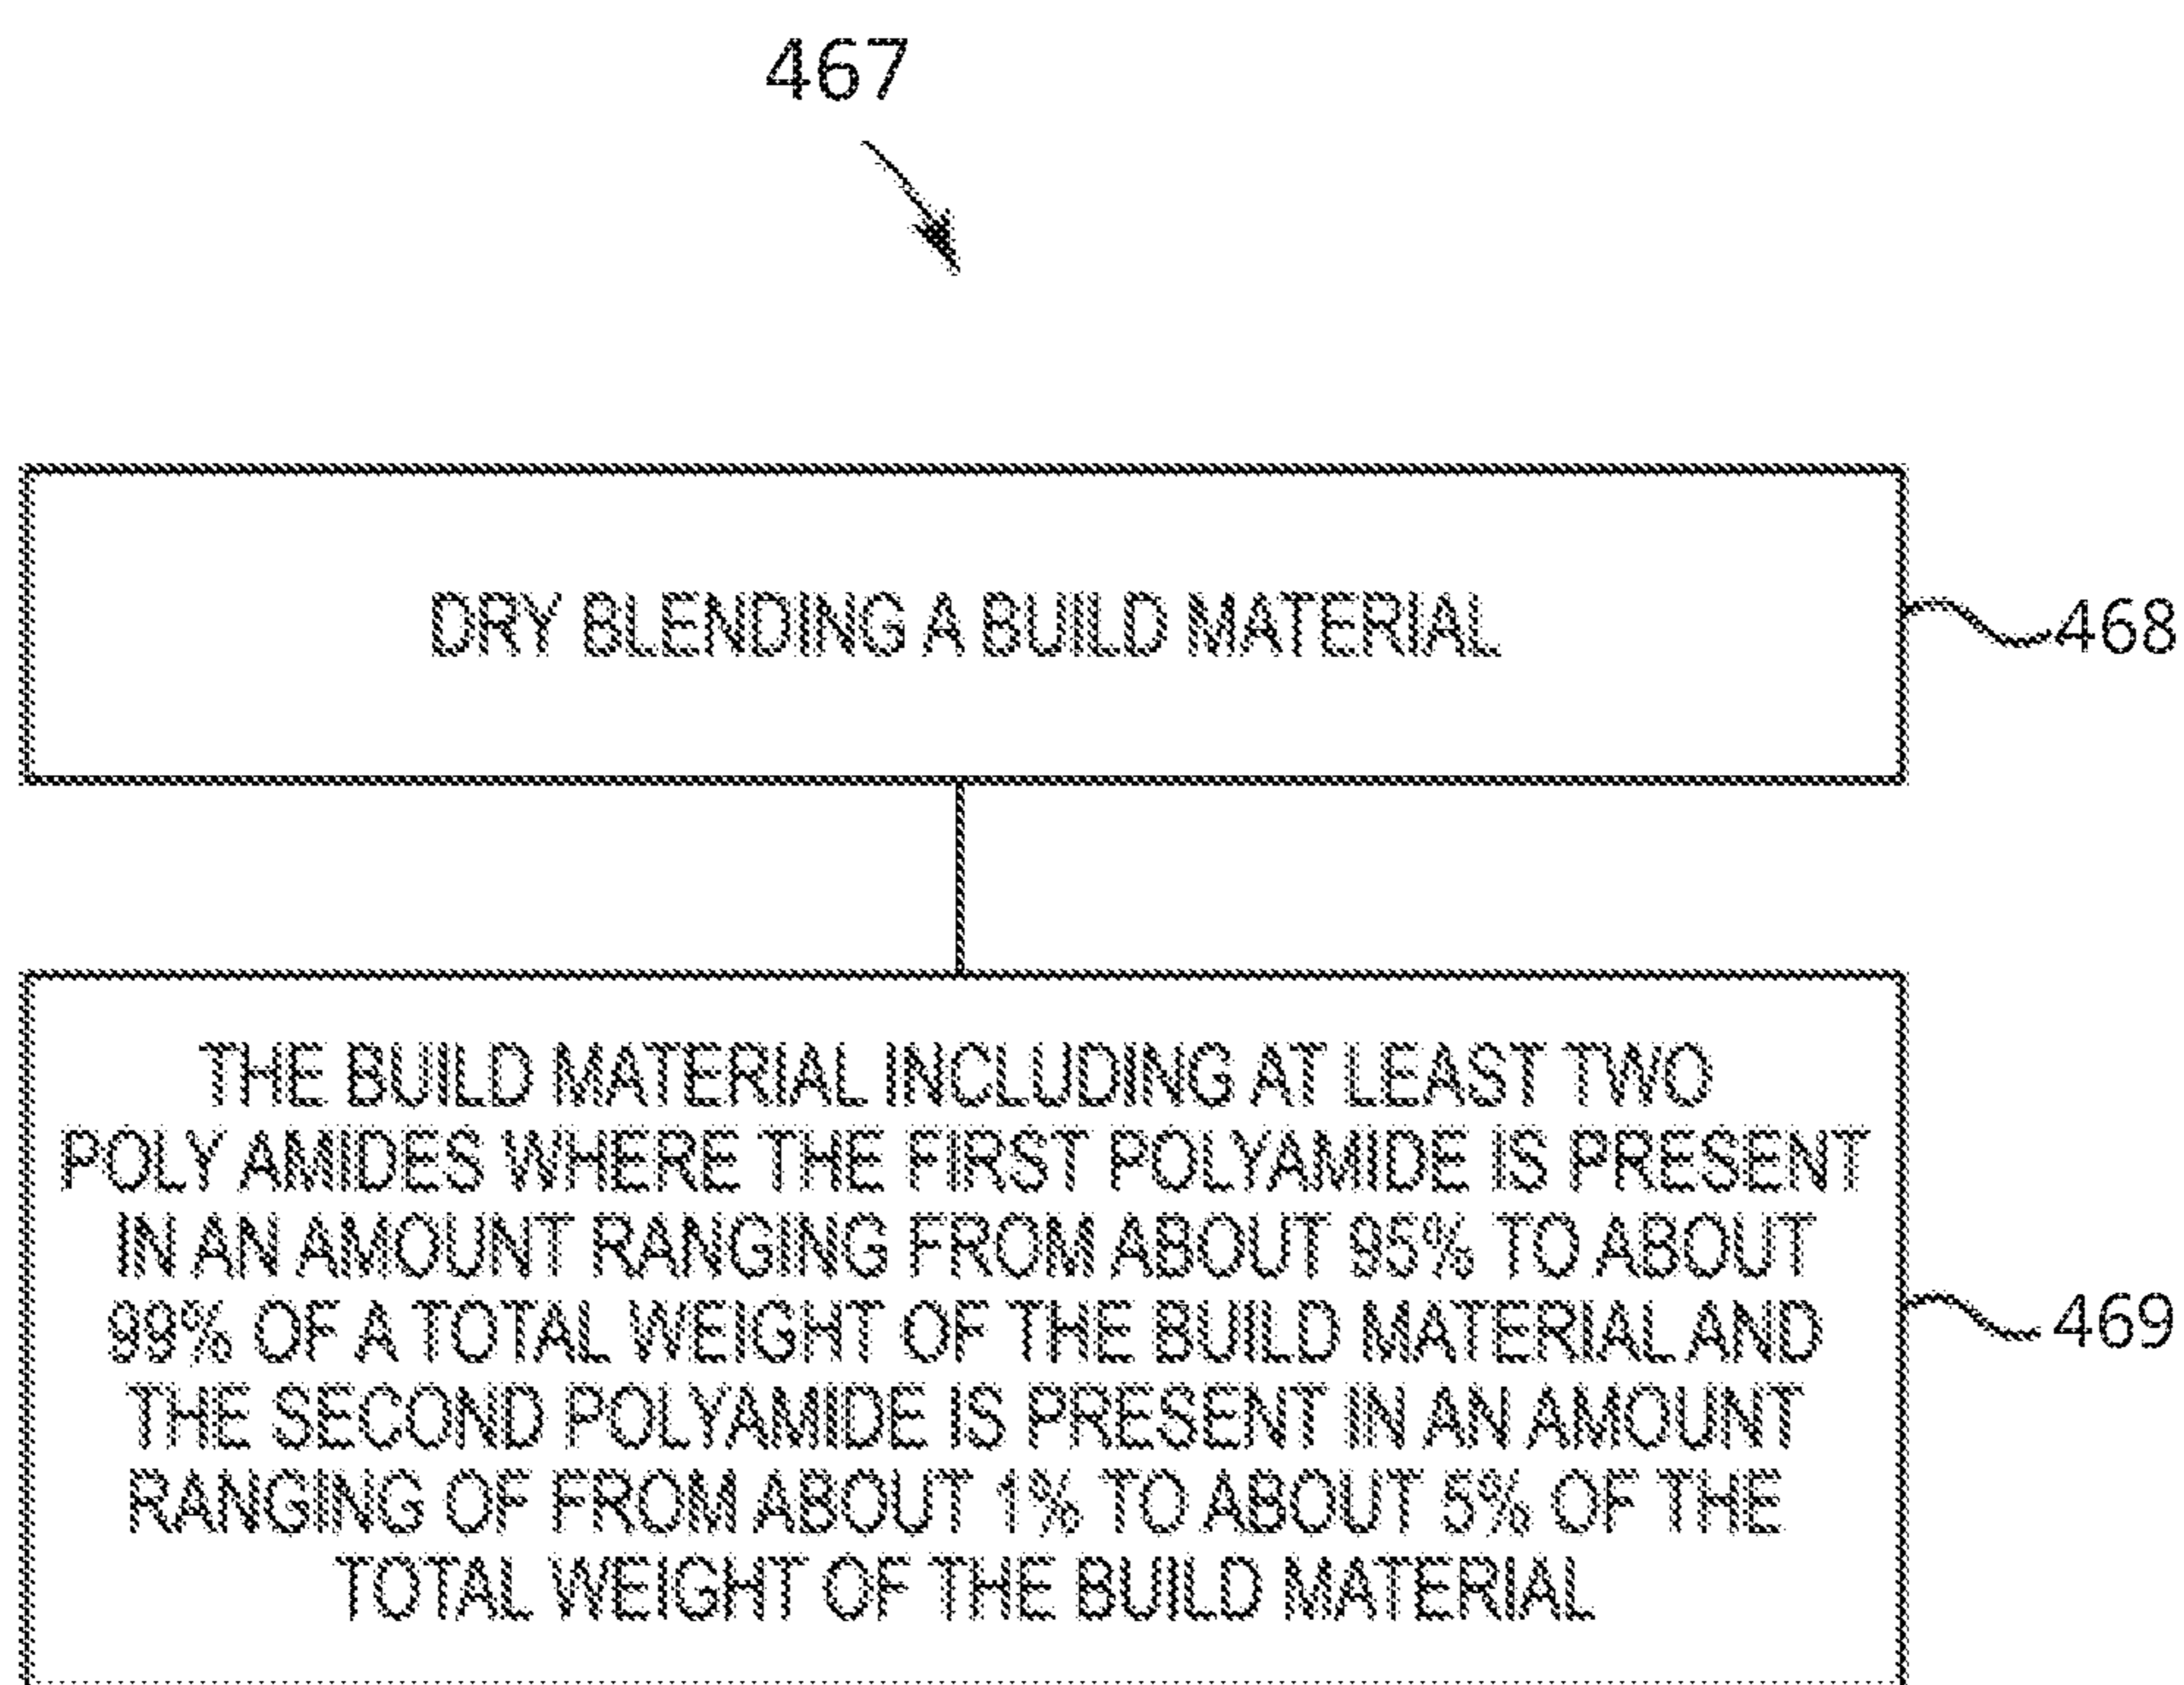 467
DRY BLENDING A BUILD MATERIAL
468
THE BUILD MATERIAL INCLUDING AT LEAST TWO
POLY AMIDES WHERE THE FIRST POLYAMIDE IS PRESENT
IN AN AMOUNT RANGING FROM ABOUT 95% TO ABOUT
99% OF A TOTAL WEIGHT OF THE BUILD MATERIAL AND
THE SECOND POLYAMIDE IS PRESENT IN AN AMOUNT
RANGING OF FROM ABOUT 1% TO ABOUT 5% OF THE
TOTAL WEIGHT OF THE BUILD MATERIAL
469